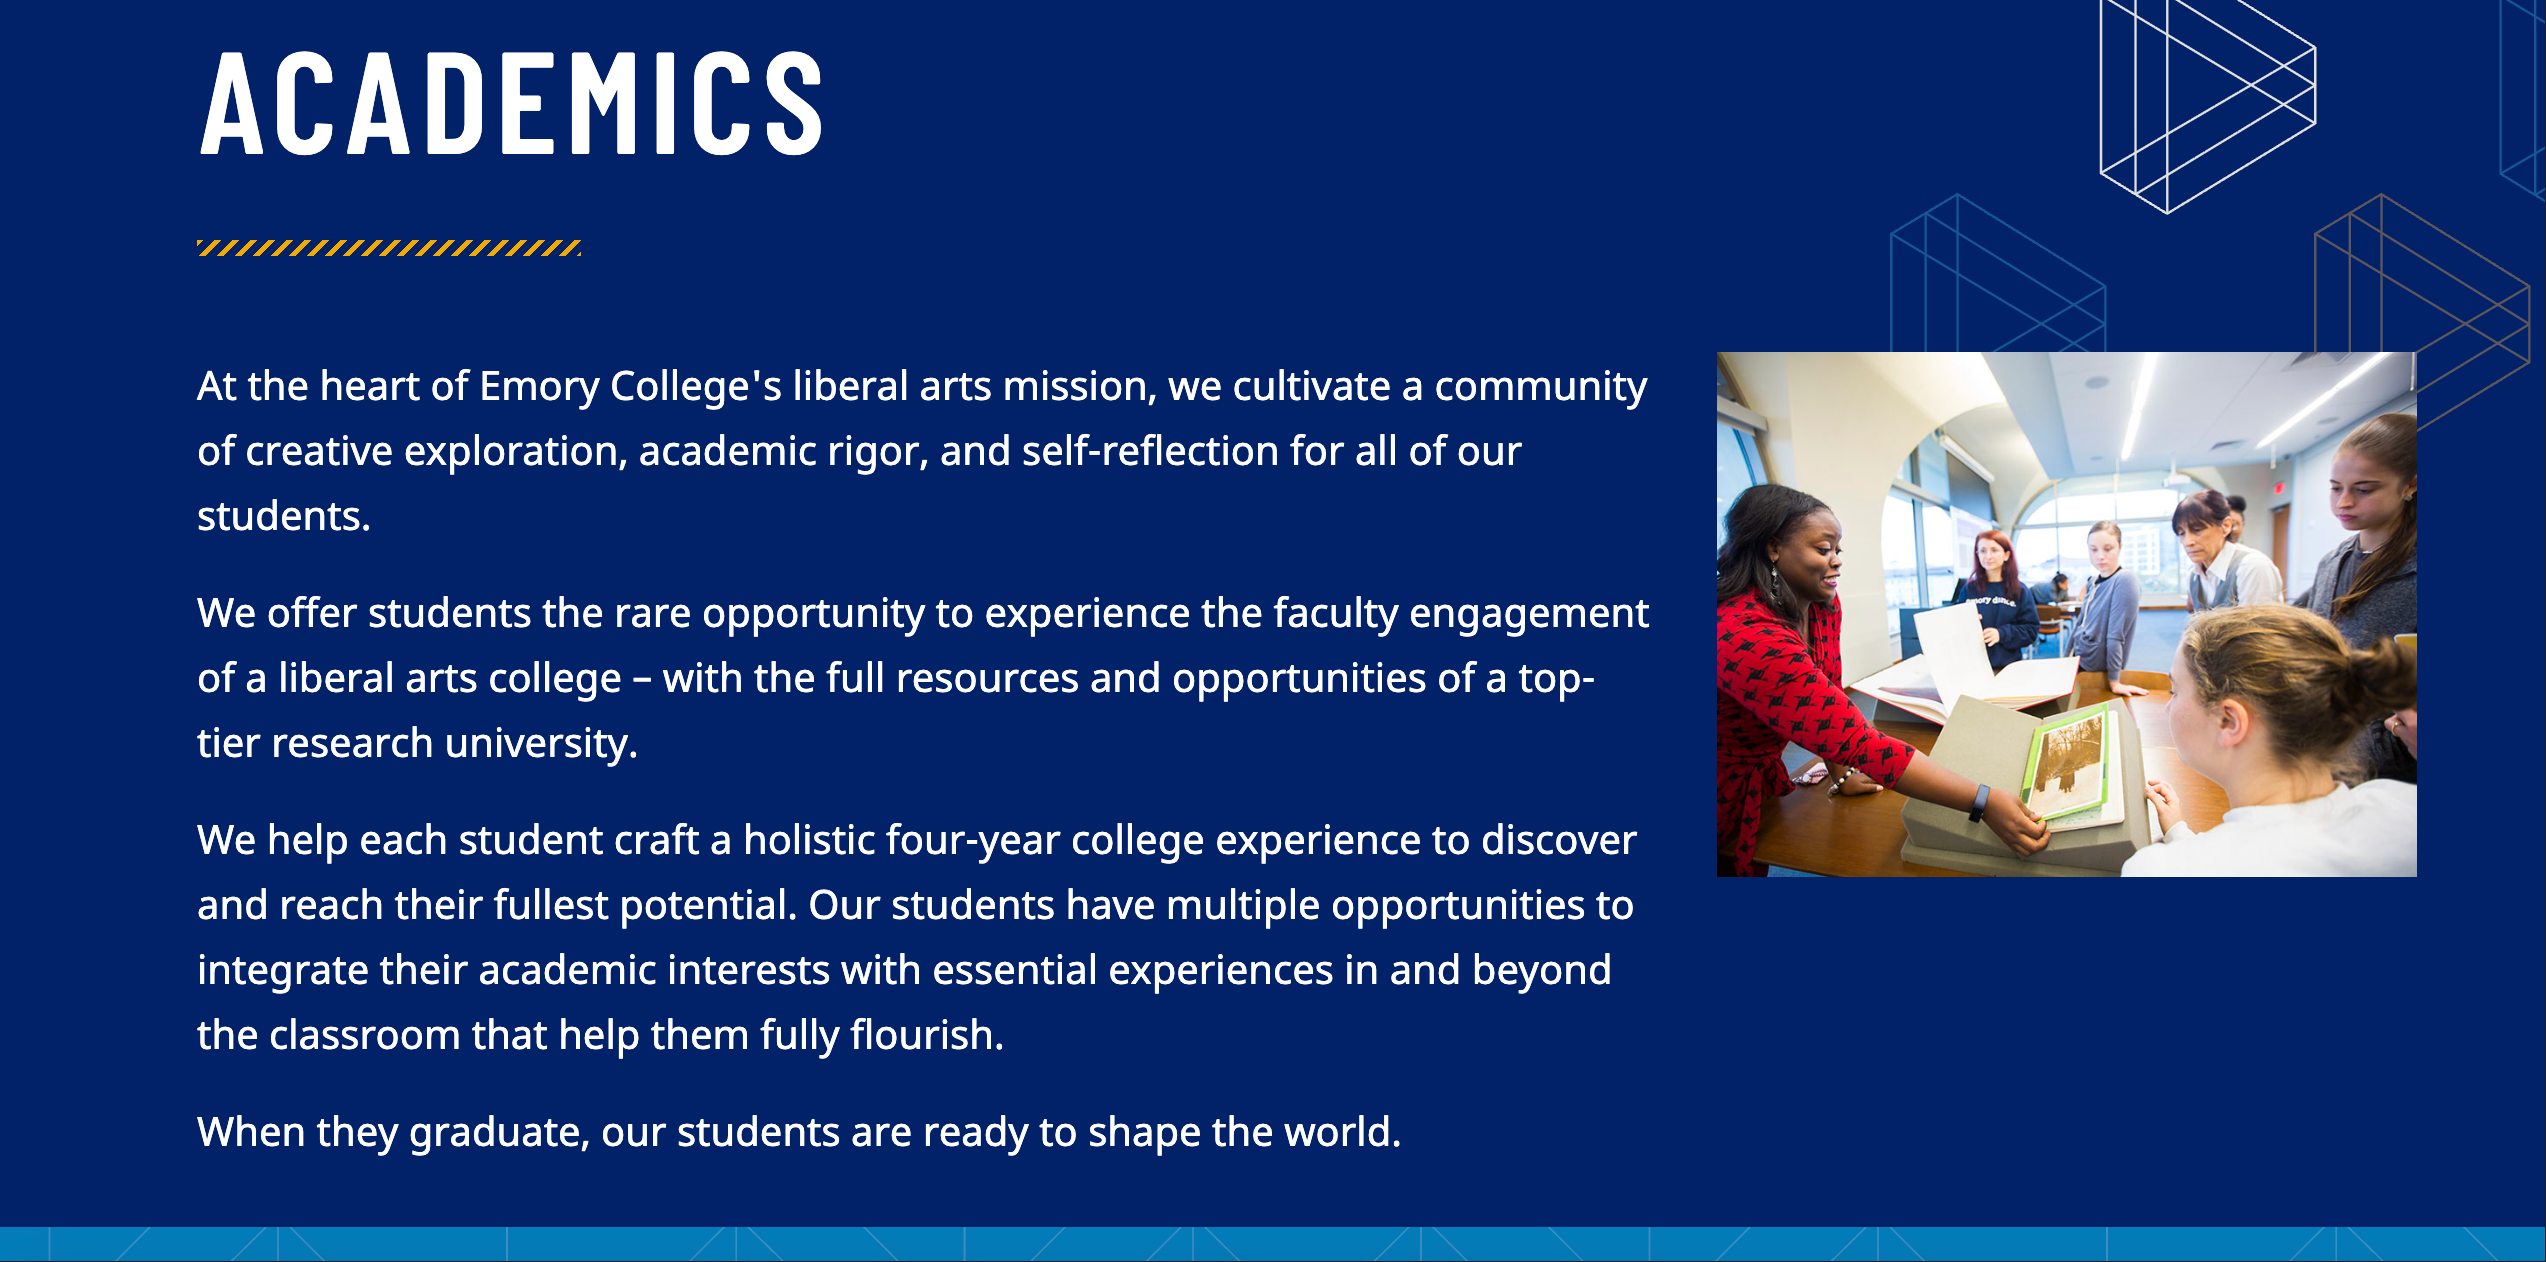 ACADEMICS
At the heart of Emory College's liberal arts mission, we cultivate a community
of creative exploration, academic rigor, and self-reflection for all of our
students.
We offer students the rare opportunity to experience the faculty engagement
of a liberal arts college – with the full resources and opportunities of a top-
tier research university.
We help each student craft a holistic four-year college experience to discover
and reach their fullest potential. Our students have multiple opportunities to
integrate their academic interests with essential experiences in and beyond
the classroom that help them fully flourish.
When they graduate, our students are ready to shape the world.
emory dance.